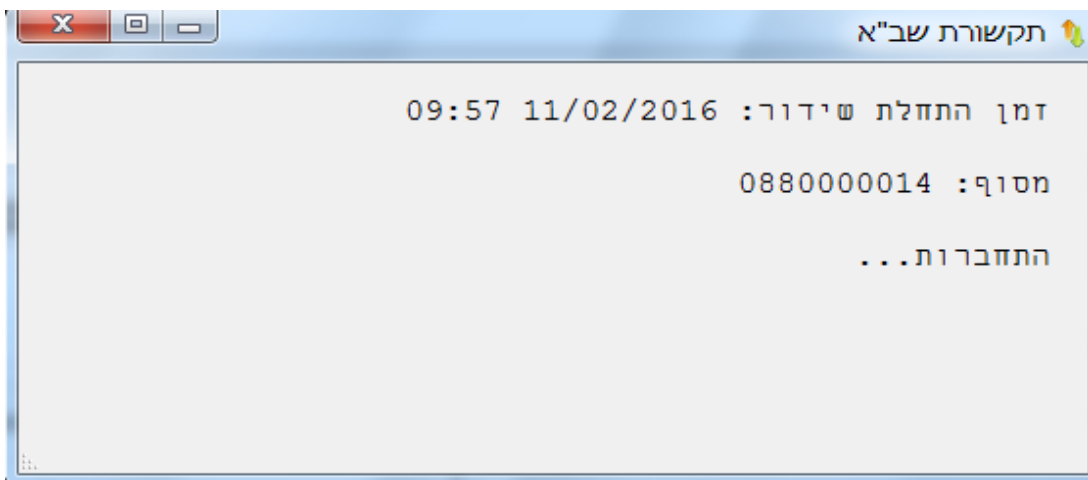 תקשורת שב"א
זמן התחלת שידור: 11/02/2016 09:57
מסוף: 0880000014
התחברות...